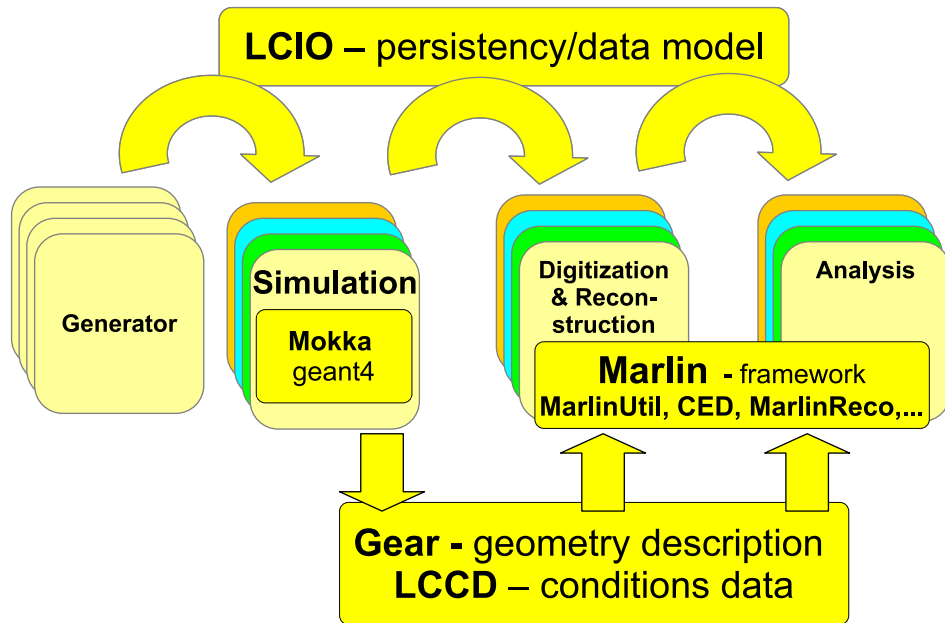 LCIO – persistency/data model
Generator
Simulation
Mokka
geant4
Digitization
& Recon-
struction
Analysis
Marlin - framework
MarlinUtil, CED, MarlinReco,...
Gear - geometry description
LCCD – conditions data